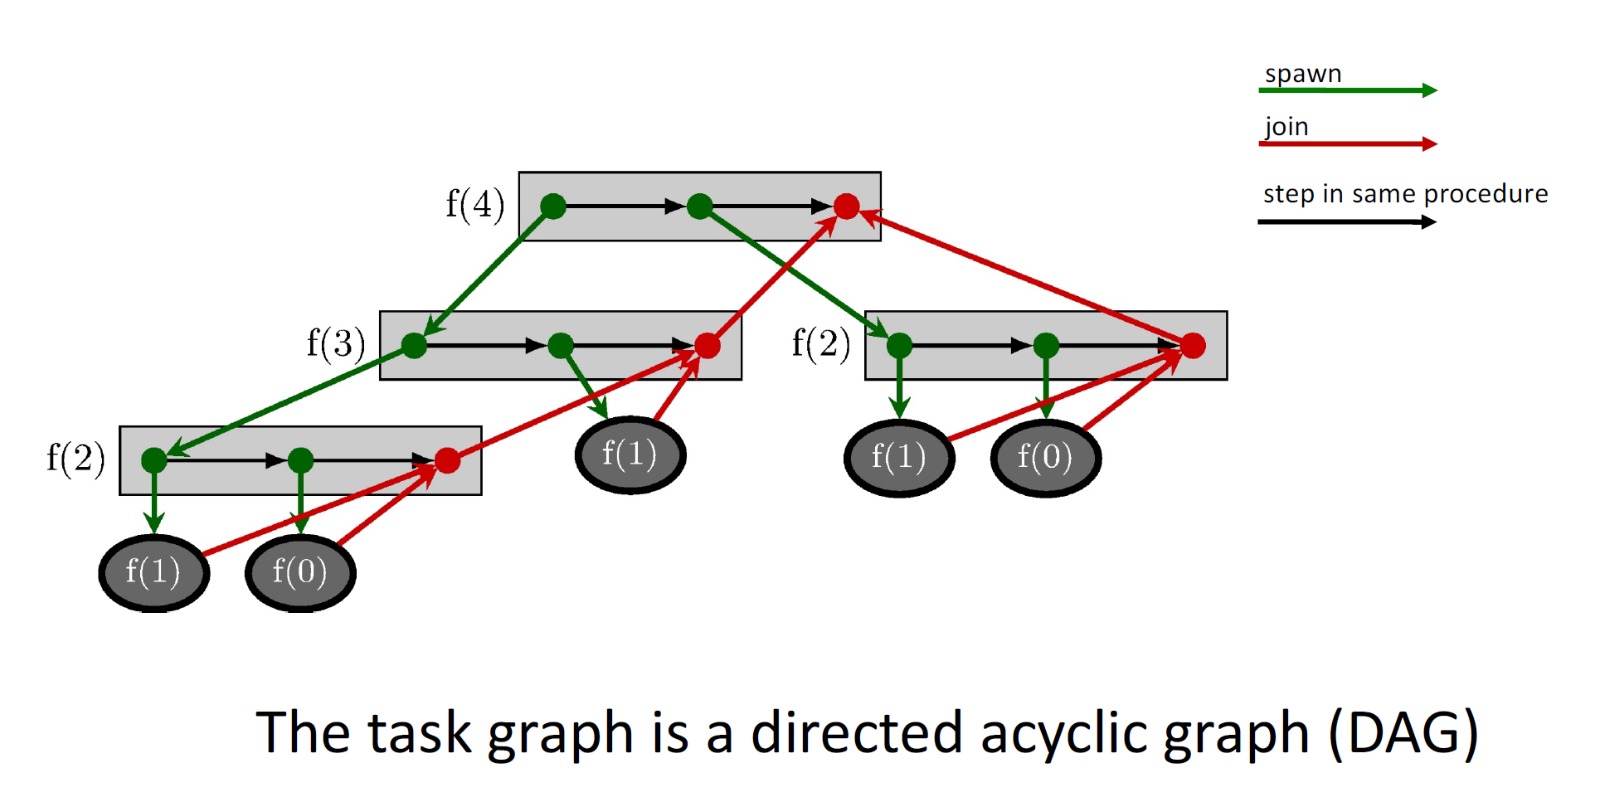 spawn
join
step in same procedure
f(4)
f(3)
f(2)
f(2)
f(1)
f(1)
f(0)
f(1)
f(0)
The task graph is a directed acyclic graph (DAG)